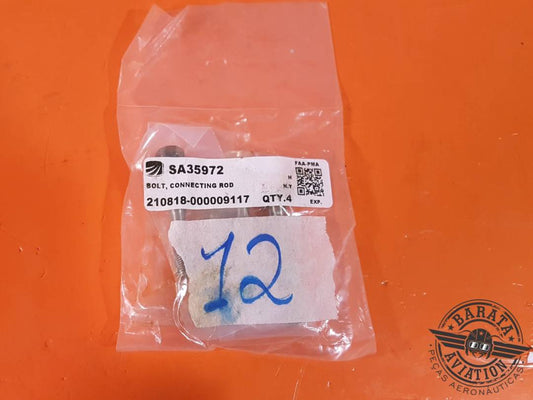 FAA-PMA
SA35972
N
BOLT, CONNECTING ROD
N.Y
210818-000009117 QTY.4
EXP.
12
BARATA
AVIATION
PEÇAS AERONÁUTICAS